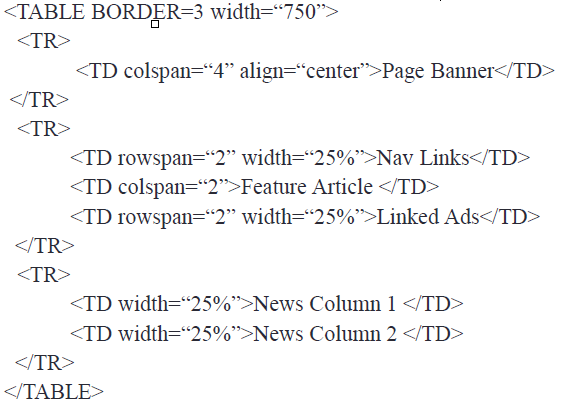 <TABLE BORDER=3 width=“750”>
<TR>
<TD colspan=“4” align=“center”>Page Banner</TD>
</TR>
<TR>
<TD rowspan=“2” width=“25%”>Nav Links</TD>
<TD colspan=“2”>Feature Article </TD>
<TD rowspan=“2” width=“25%”>Linked Ads</TD>
</TR>
<TR>
<TD width=“25%”>News Column 1 </TD>
<TD width=“25%”>News Column 2 </TD>
</TR>
</TABLE>